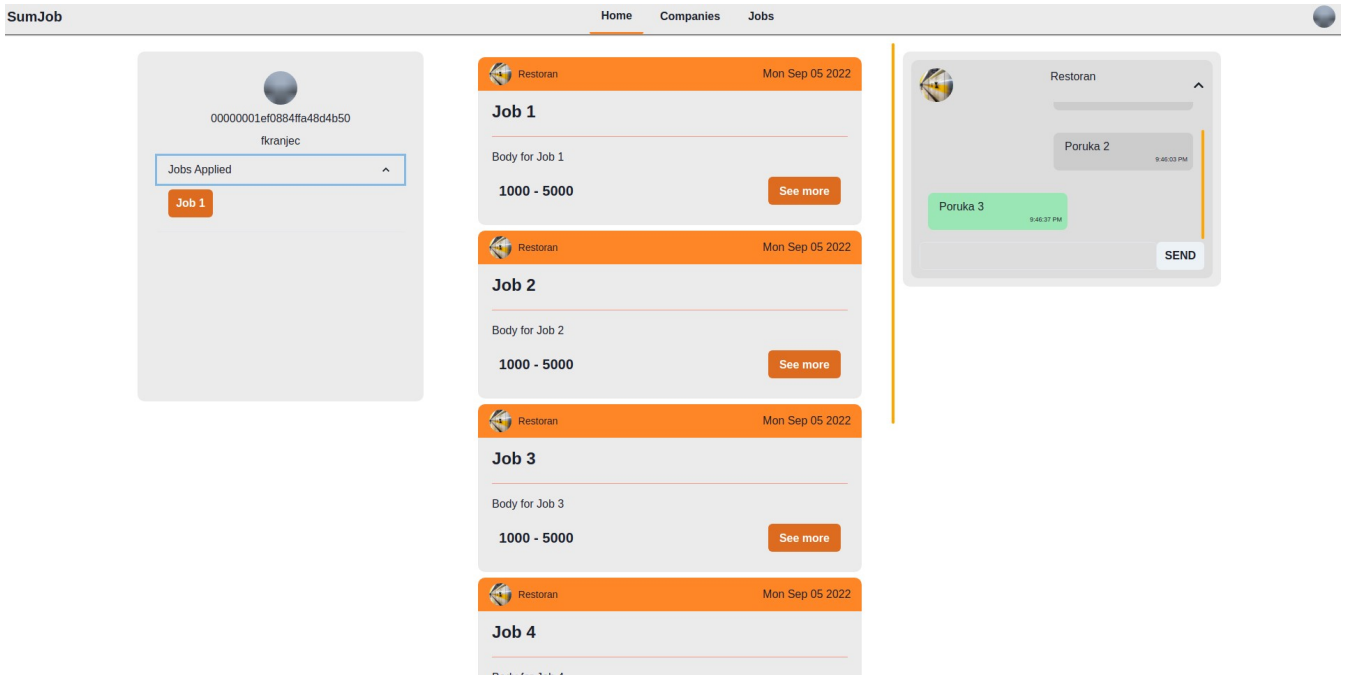 SumJob
Home Companies Jobs
00000001ef0884ffa48d4b50
fkranjec
Jobs Applied
Job 1
Restoran Mon Sep 05 2022
Job 1
Body for Job 1
1000 - 5000 See more
Restoran Mon Sep 05 2022
Job 2
Body for Job 2
1000 - 5000 See more
Restoran Mon Sep 05 2022
Job 3
Body for Job 3
1000 - 5000 See more
Restoran Mon Sep 05 2022
Job 4
Restoran
Poruka 2
9:46:03 PM
Poruka 3
9:46:37 PM
SEND